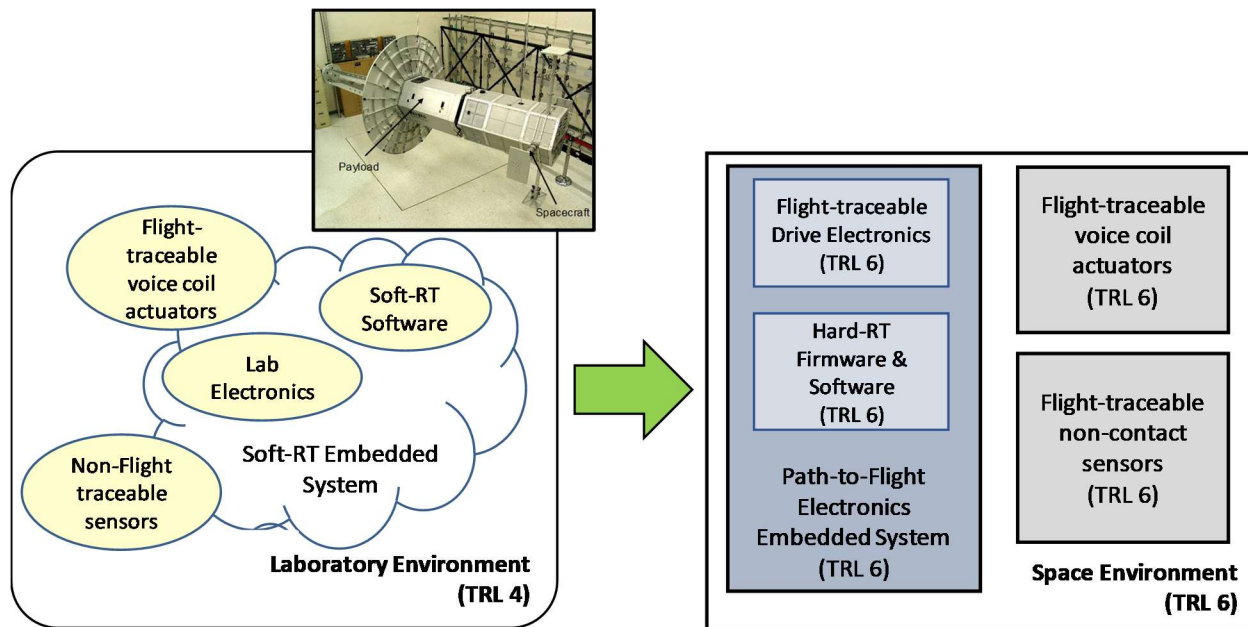 Payload
Spacecraft
Flight-
traceable
voice coil
actuators
Soft-RT
Software
Lab
Electronics
Non-Flight
traceable
sensors
Soft-RT Embedded
System
Laboratory Environment
(TRL 4)
Flight-traceable
Drive Electronics
(TRL 6)
Hard-RT
Firmware &
Software
(TRL 6)
Path-to-Flight
Electronics
Embedded System
(TRL 6)
Flight-traceable
voice coil
actuators
(TRL 6)
Flight-traceable
non-contact
sensors
(TRL 6)
Space Environment
(TRL 6)